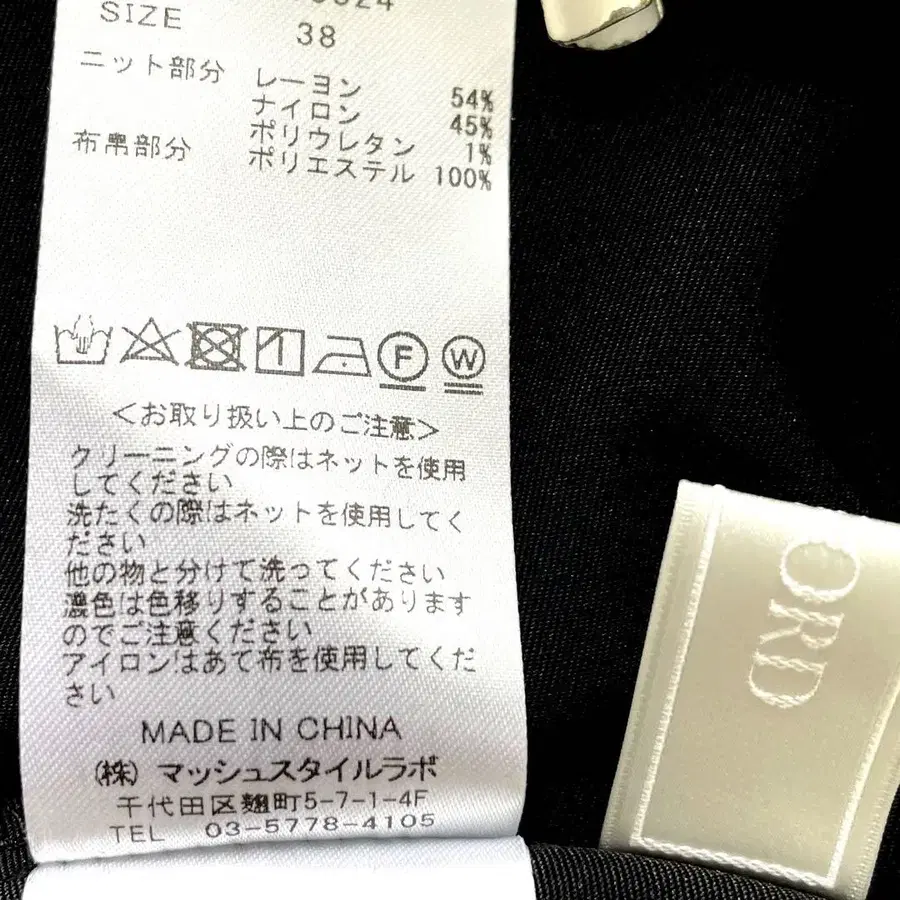 SIZE 38
ニット部分 レーヨン 54%
ナイロン 45%
ポリウレタン 1%
布帛部分 ポリエステル 100%
F W
<お取り扱い上のご注意>
クリーニングの際はネットを使用
してください
洗たくの際はネットを使用してく
ださい
他の物と分けて洗ってください
濃色は色移りすることがあります
のでご注意ください
アイロンはあて布を使用してくだ
さい
MADE IN CHINA
(株) マッシュスタイルラボ
千代田区麹町5-7-1-4F
TEL 03-5778-4105
ORD